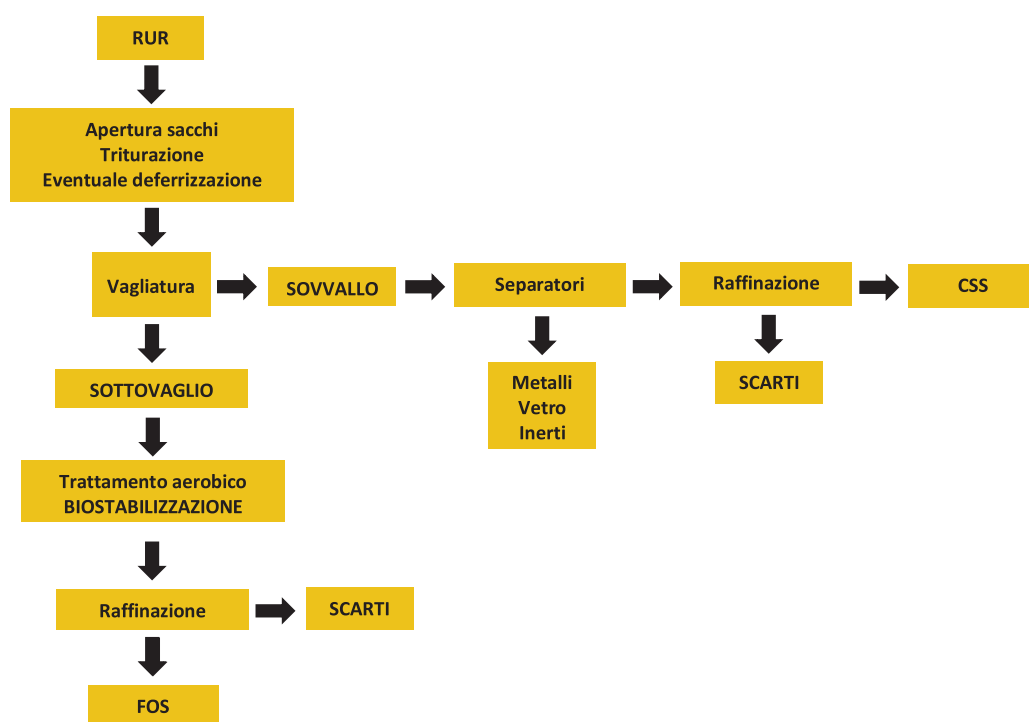 RUR
Apertura sacchi
Triturazione
Eventuale deferrizzazione
Vagliatura
SOVVALLO
Separatori
Raffinazione
CSS
Metalli
Vetro
Inerti
SCARTI
SOTTOVAGLIO
Trattamento aerobico
BIOSTABILIZZAZIONE
Raffinazione
SCARTI
FOS